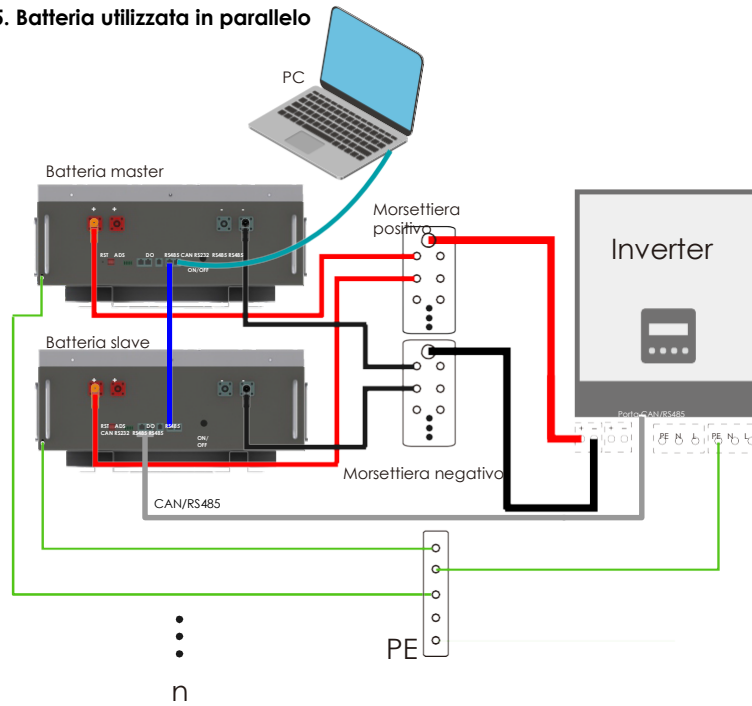 5. Batteria utilizzata in parallelo
PC
Batteria master
+ + - -
RST ADS DO RS485 CAN RS232 RS485 RS485
ON/OFF
Morsettiera
positivo
Inverter
Batteria slave
+ + - -
RST ADS DO RS485
CAN RS232 RS485 RS485
ON/
OFF
Porta CAN/RS485
+ - + -
PE N L PE N L
Morsettiera negativo
CAN/RS485
PE
n